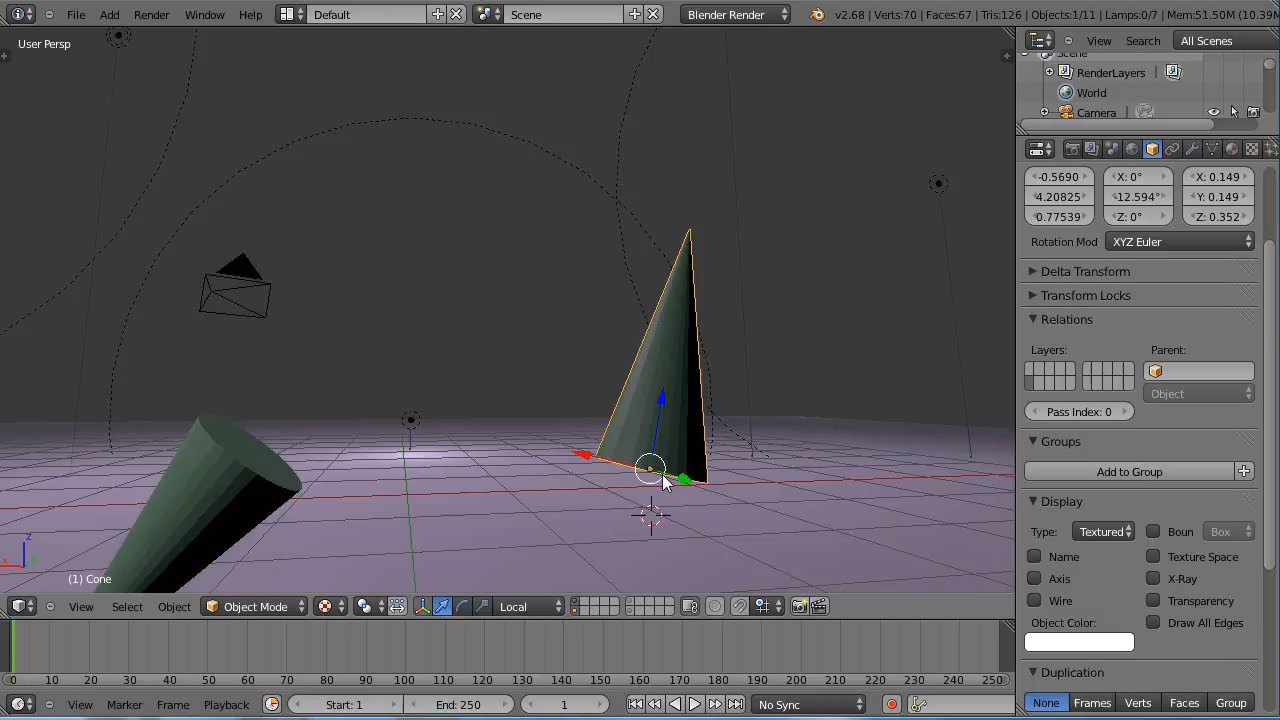 File Add Render Window Help Default Scene Blender Render v2.68 | Verts:70 | Faces:67 | Tris:126 | Objects:1/11 | Lamps:0/7 | Mem:51.50M (10.39M
User Persp
View Search All Scenes
Scene
RenderLayers
World
Camera
-0.5690 X: 0° X: 0.149
4.20825 12.594° Y: 0.149
0.77539 Z: 0° Z: 0.352
Rotation Mod XYZ Euler
Delta Transform
Transform Locks
Relations
Layers: Parent:
Object
Pass Index: 0
Groups
Add to Group
Display
Type: Textured Boun Box
Name Texture Space
Axis X-Ray
Wire Transparency
Object Color: Draw All Edges
Duplication
None Frames Verts Faces Group
z
x y
(1) Cone
View Select Object Object Mode Local
0 10 20 30 40 50 60 70 80 90 100 110 120 130 140 150 160 170 180 190 200 210 220 230 240 250
View Marker Frame Playback Start: 1 End: 250 1 No Sync